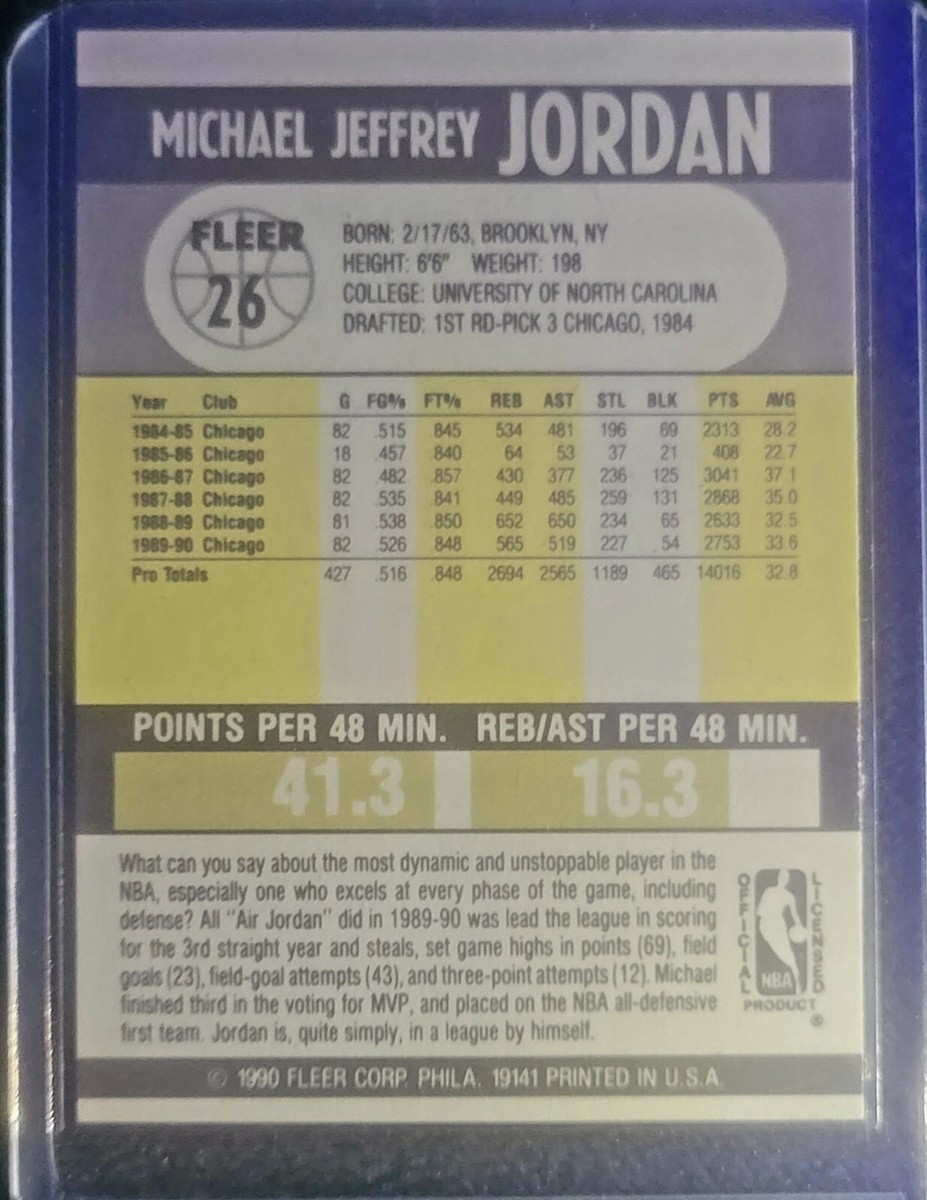 MICHAEL JEFFREY JORDAN
FLEER
26
BORN: 2/17/63, BROOKLYN, NY
HEIGHT: 6'6" WEIGHT: 198
COLLEGE: UNIVERSITY OF NORTH CAROLINA
DRAFTED: 1ST RD-PICK 3 CHICAGO, 1984
Year Club G FG% FT% REB AST STL BLK PTS AVG
1984-85 Chicago 82 .515 .845 534 481 196 69 2313 28.2
1985-86 Chicago 18 .457 .840 64 53 37 21 408 22.7
1986-87 Chicago 82 .482 .857 430 377 236 125 3041 37.1
1987-88 Chicago 82 .535 .841 449 485 259 131 2868 35.0
1988-89 Chicago 81 .538 .850 652 650 234 65 2633 32.5
1989-90 Chicago 82 .526 .848 565 519 227 54 2753 33.6
Pro Totals 427 .516 .848 2694 2565 1189 465 14016 32.8
POINTS PER 48 MIN. REB/AST PER 48 MIN.
41.3 16.3
What can you say about the most dynamic and unstoppable player in the
NBA, especially one who excels at every phase of the game, including
defense? All "Air Jordan" did in 1989-90 was lead the league in scoring
for the 3rd straight year and steals, set game highs in points (69), field
goals (23), field-goal attempts (43), and three-point attempts (12). Michael
finished third in the voting for MVP, and placed on the NBA all-defensive
first team. Jordan is, quite simply, in a league by himself.
OFFICIAL
LICENSED
NBA
PRODUCT
®
© 1990 FLEER CORP. PHILA. 19141 PRINTED IN U.S.A.